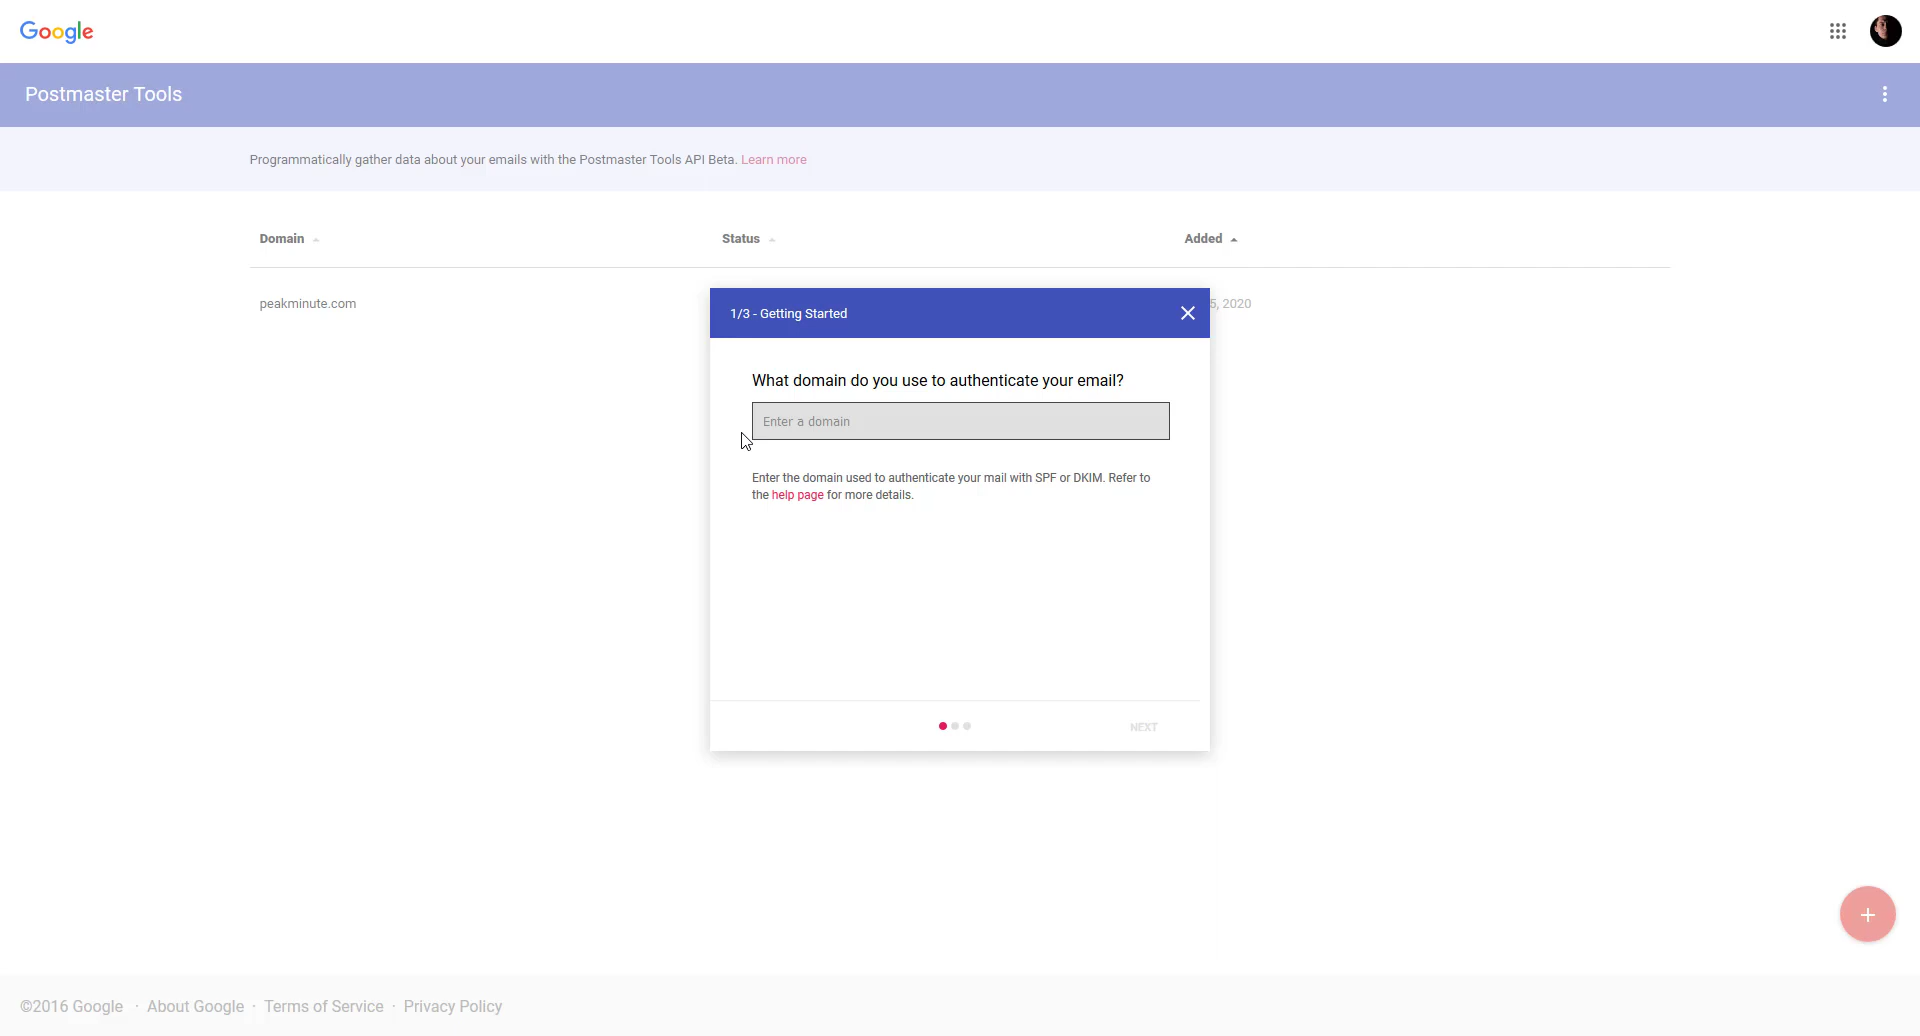 Google
Postmaster Tools
Programmatically gather data about your emails with the Postmaster Tools API Beta. Learn more
Domain Status Added
peakminute.com 5, 2020
1/3 - Getting Started
What domain do you use to authenticate your email?
Enter a domain
Enter the domain used to authenticate your mail with SPF or DKIM. Refer to
the help page for more details.
NEXT
©2016 Google · About Google · Terms of Service · Privacy Policy